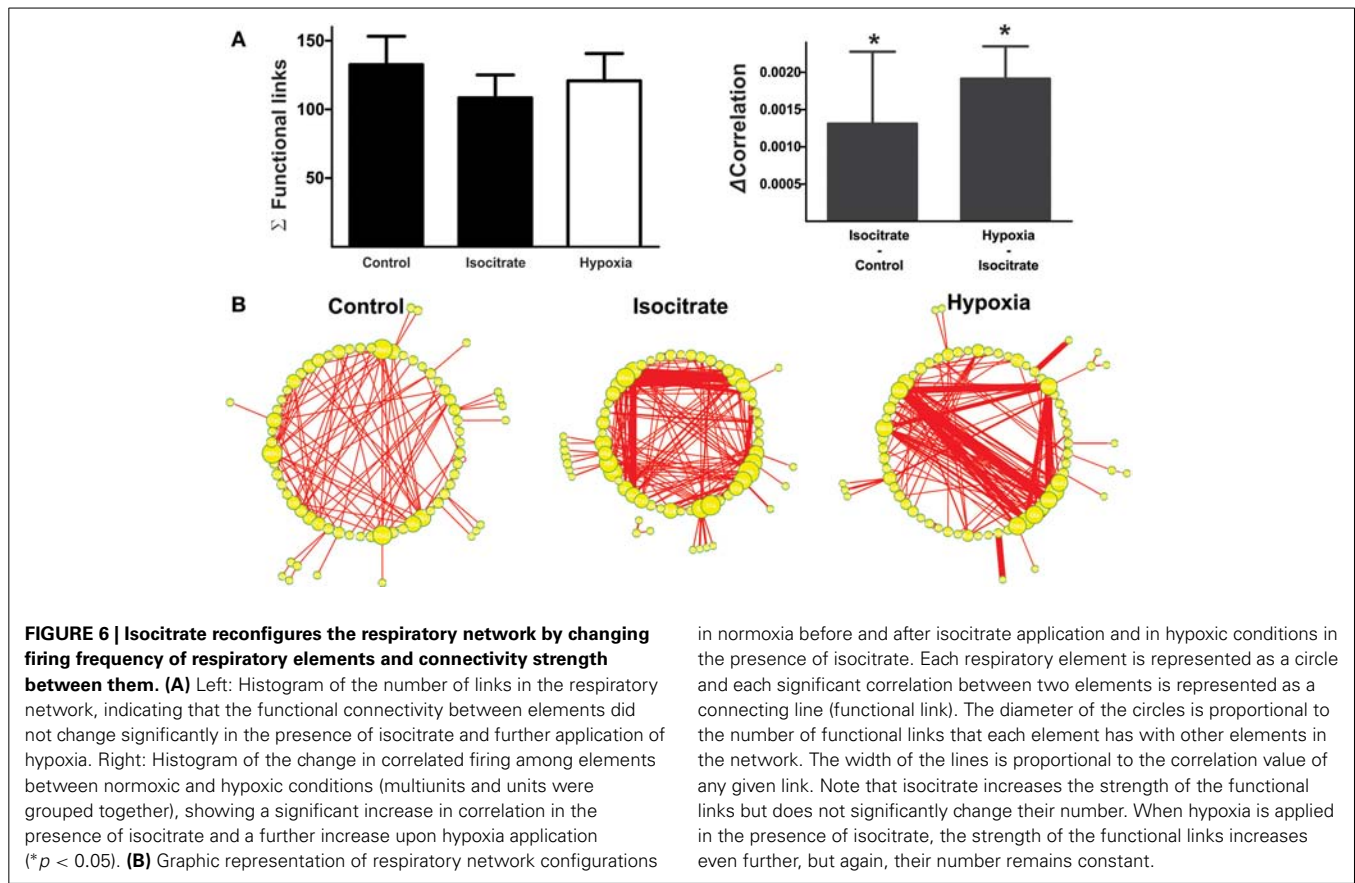 A
150
100
50
Σ Functional links
Control
Isocitrate
Hypoxia
*
*
0.0020
0.0015
0.0010
0.0005
ΔCorrelation
Isocitrate
-
Control
Hypoxia
-
Isocitrate
B
Control
Isocitrate
Hypoxia
FIGURE 6 | Isocitrate reconfigures the respiratory network by changing
firing frequency of respiratory elements and connectivity strength
between them. (A) Left: Histogram of the number of links in the respiratory
network, indicating that the functional connectivity between elements did
not change significantly in the presence of isocitrate and further application of
hypoxia. Right: Histogram of the change in correlated firing among elements
between normoxic and hypoxic conditions (multiunits and units were
grouped together), showing a significant increase in correlation in the
presence of isocitrate and a further increase upon hypoxia application
(*p < 0.05). (B) Graphic representation of respiratory network configurations
in normoxia before and after isocitrate application and in hypoxic conditions in
the presence of isocitrate. Each respiratory element is represented as a circle
and each significant correlation between two elements is represented as a
connecting line (functional link). The diameter of the circles is proportional to
the number of functional links that each element has with other elements in
the network. The width of the lines is proportional to the correlation value of
any given link. Note that isocitrate increases the strength of the functional
links but does not significantly change their number. When hypoxia is applied
in the presence of isocitrate, the strength of the functional links increases
even further, but again, their number remains constant.